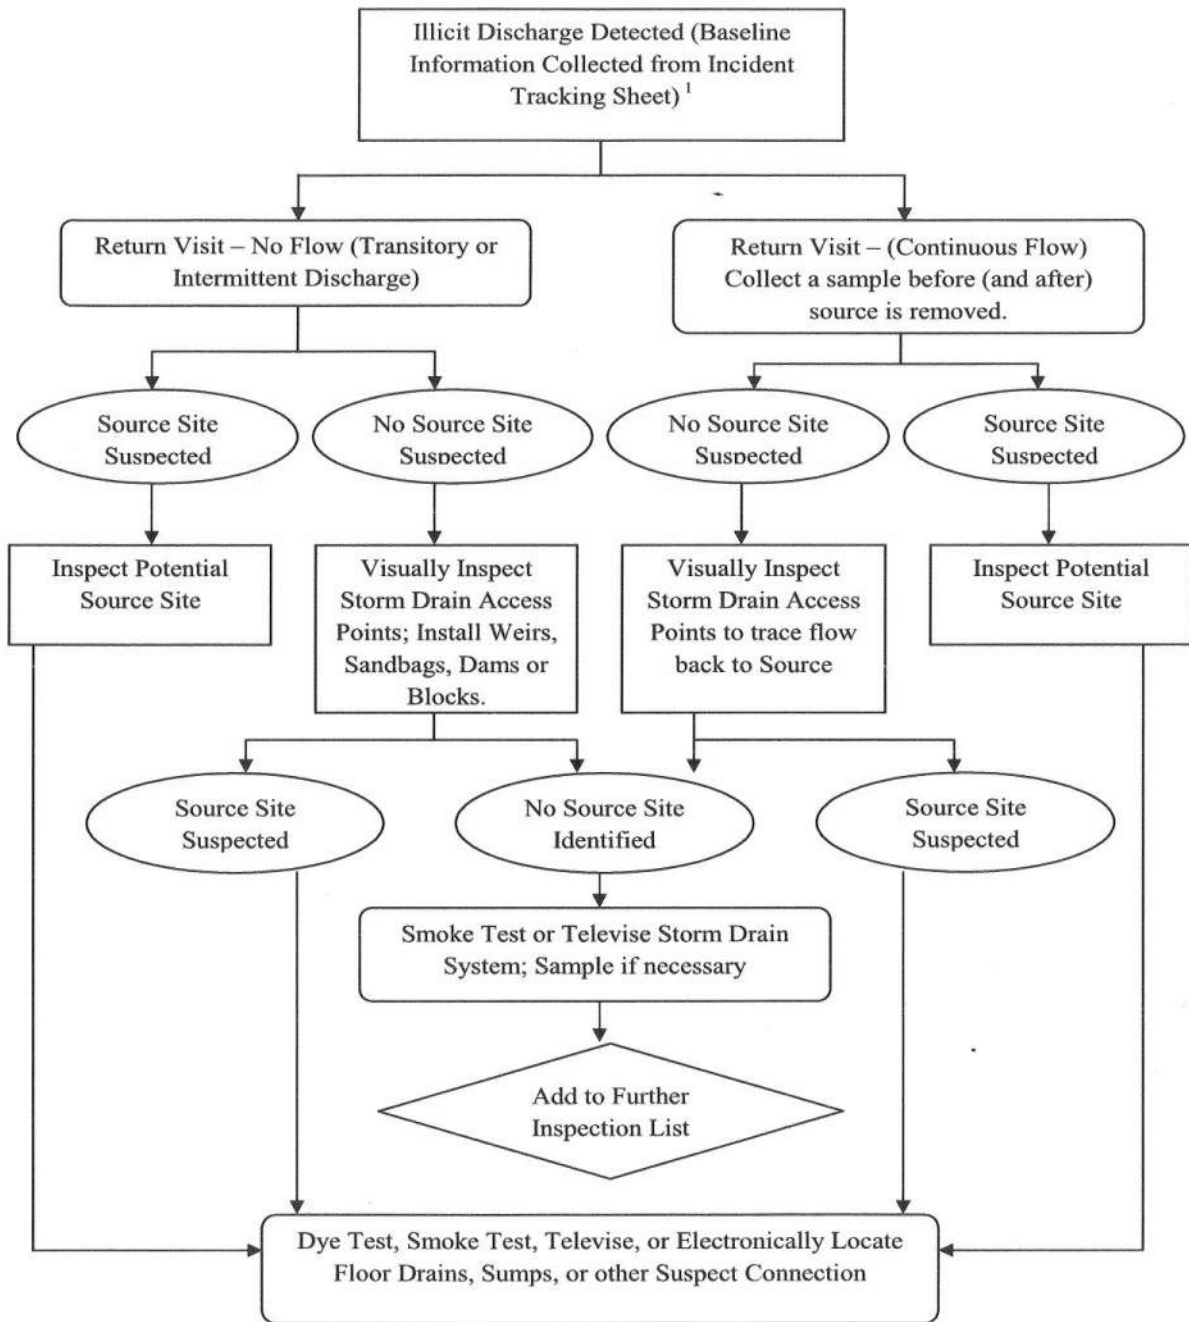 Illicit Discharge Detected (Baseline
Information Collected from Incident
Tracking Sheet) 1
Return Visit – No Flow (Transitory or
Intermittent Discharge)
Return Visit – (Continuous Flow)
Collect a sample before (and after)
source is removed.
Source Site
Suspected
No Source Site
Suspected
No Source Site
Suspected
Source Site
Suspected
Inspect Potential
Source Site
Visually Inspect
Storm Drain Access
Points; Install Weirs,
Sandbags, Dams or
Blocks.
Visually Inspect
Storm Drain Access
Points to trace flow
back to Source
Inspect Potential
Source Site
Source Site
Suspected
No Source Site
Identified
Source Site
Suspected
Smoke Test or Televise Storm Drain
System; Sample if necessary
Add to Further
Inspection List
Dye Test, Smoke Test, Televise, or Electronically Locate
Floor Drains, Sumps, or other Suspect Connection